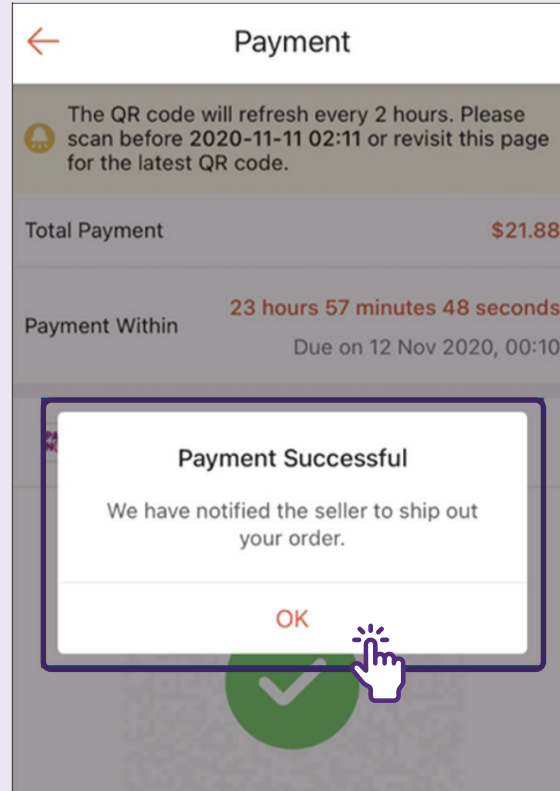 Payment
The QR code will refresh every 2 hours. Please
scan before 2020-11-11 02:11 or revisit this page
for the latest QR code.
Total Payment
$21.88
Payment Within
23 hours 57 minutes 48 seconds
Due on 12 Nov 2020, 00:10
Payment Successful
We have notified the seller to ship out
your order.
OK